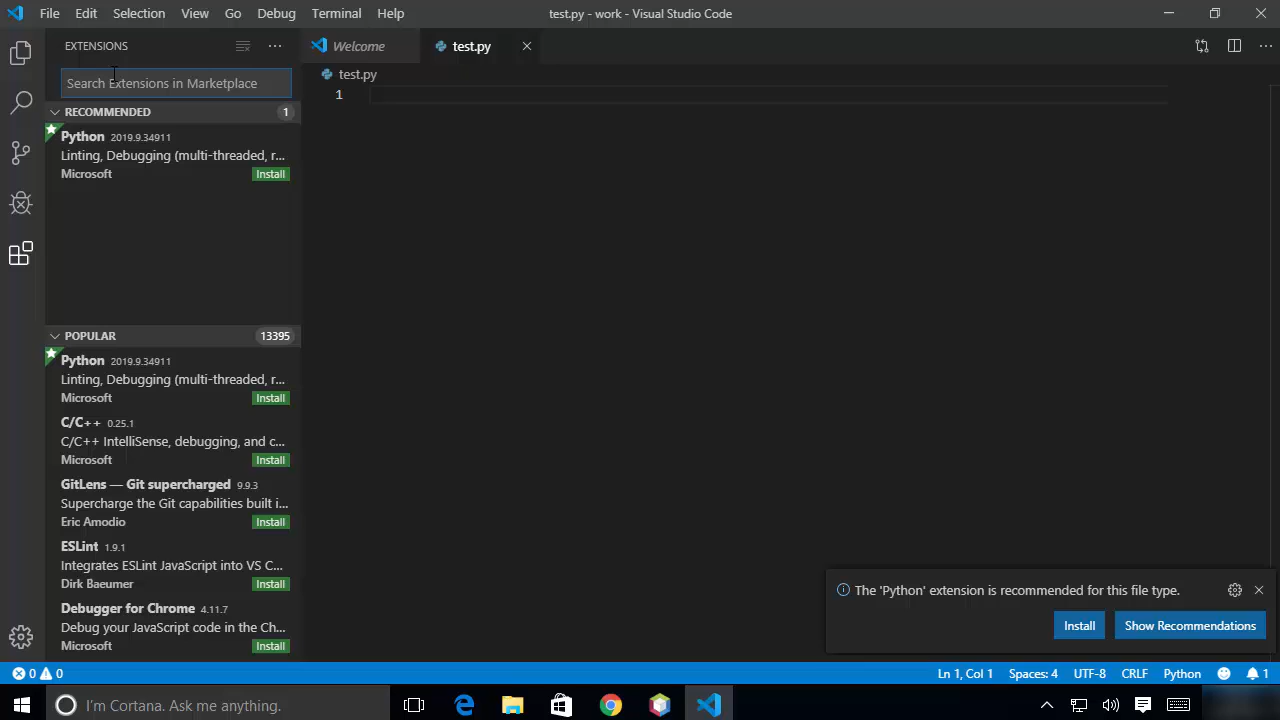 File Edit Selection View Go Debug Terminal Help test.py - work - Visual Studio Code
EXTENSIONS
Welcome
test.py
Search Extensions in Marketplace
test.py
1
RECOMMENDED 1
Python 2019.9.34911
Linting, Debugging (multi-threaded, r...
Microsoft Install
POPULAR 13395
Python 2019.9.34911
Linting, Debugging (multi-threaded, r...
Microsoft Install
C/C++ 0.25.1
C/C++ IntelliSense, debugging, and c...
Microsoft Install
GitLens — Git supercharged 9.9.3
Supercharge the Git capabilities built i...
Eric Amodio Install
ESLint 1.9.1
Integrates ESLint JavaScript into VS C...
Dirk Baeumer Install
Debugger for Chrome 4.11.7
Debug your JavaScript code in the Ch...
Microsoft Install
The 'Python' extension is recommended for this file type.
Install Show Recommendations
0 0 Ln 1, Col 1 Spaces: 4 UTF-8 CRLF Python 1
I'm Cortana. Ask me anything.